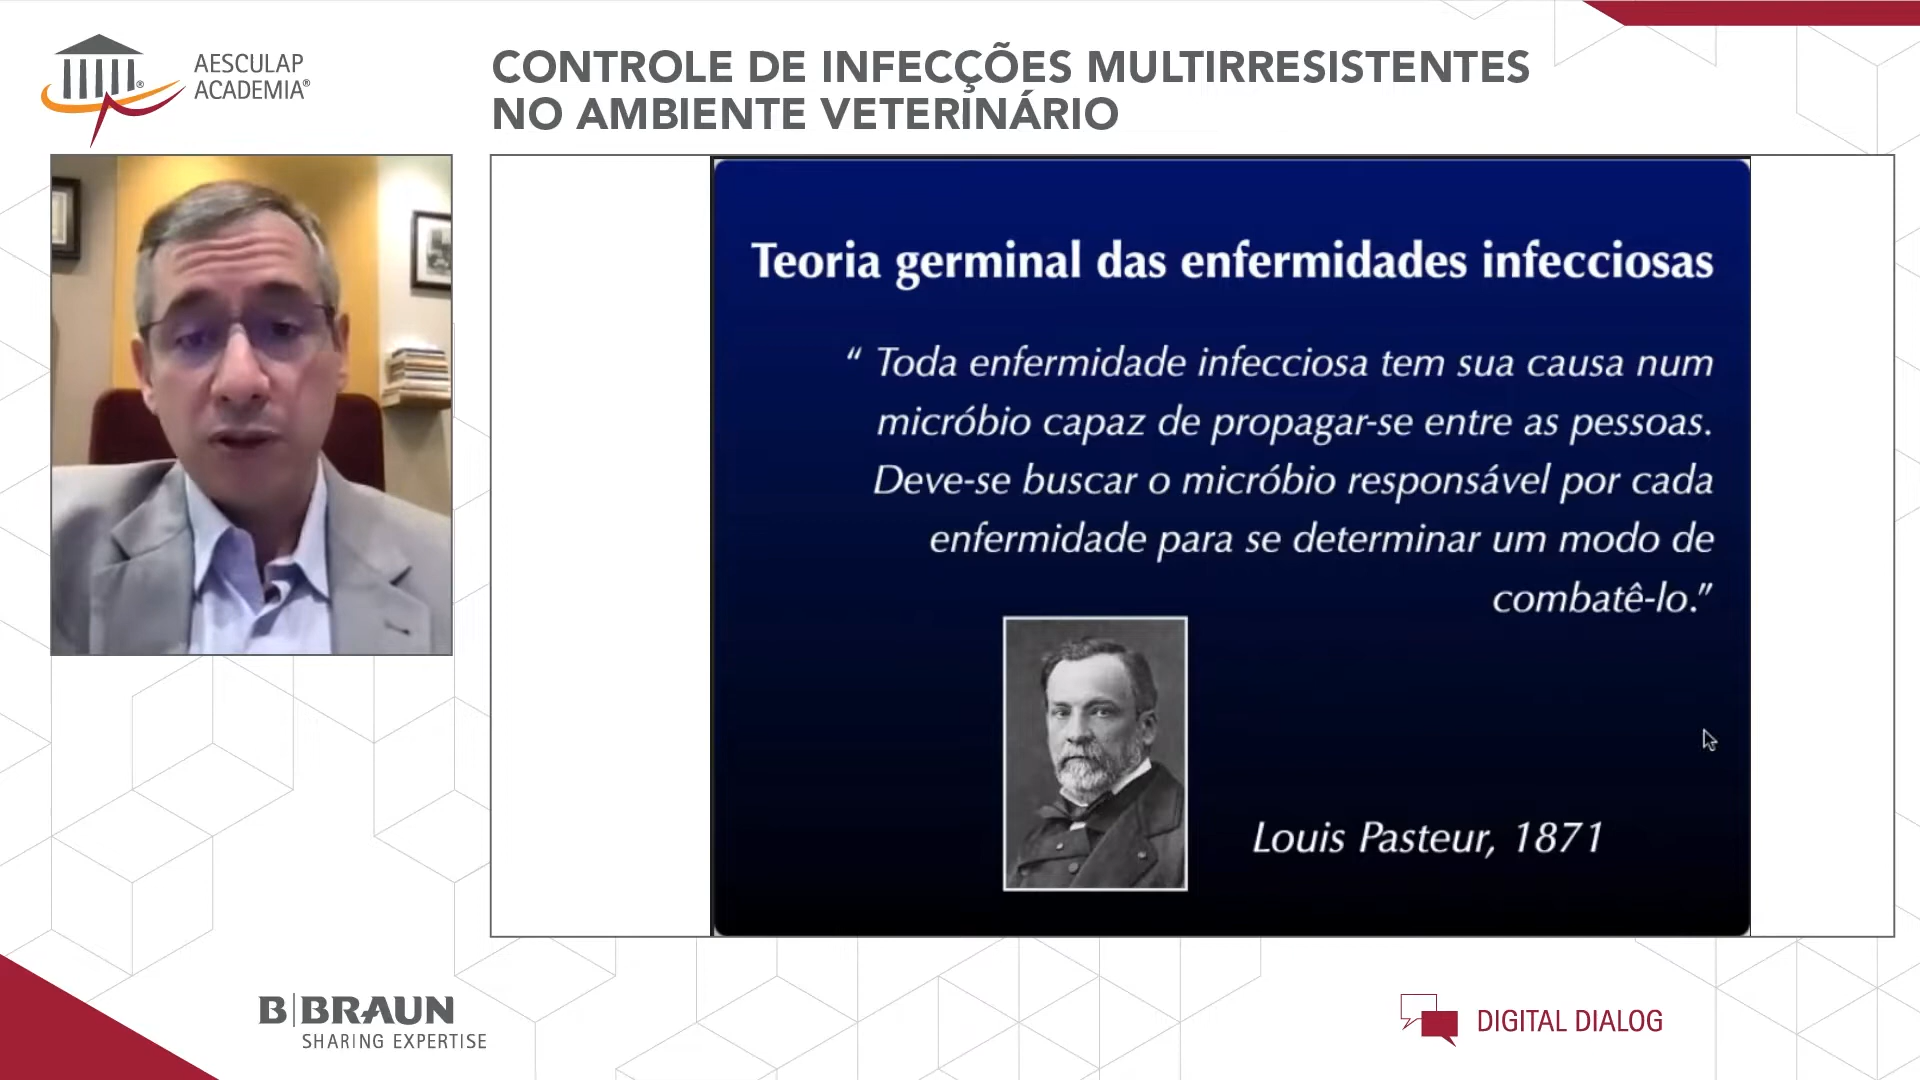 AESCULAP
ACADEMIA®
CONTROLE DE INFECÇÕES MULTIRRESISTENTES
NO AMBIENTE VETERINÁRIO
Teoria germinal das enfermidades infecciosas
“ Toda enfermidade infecciosa tem sua causa num
micróbio capaz de propagar-se entre as pessoas.
Deve-se buscar o micróbio responsável por cada
enfermidade para se determinar um modo de
combatê-lo.”
Louis Pasteur, 1871
B|BRAUN
SHARING EXPERTISE
DIGITAL DIALOG